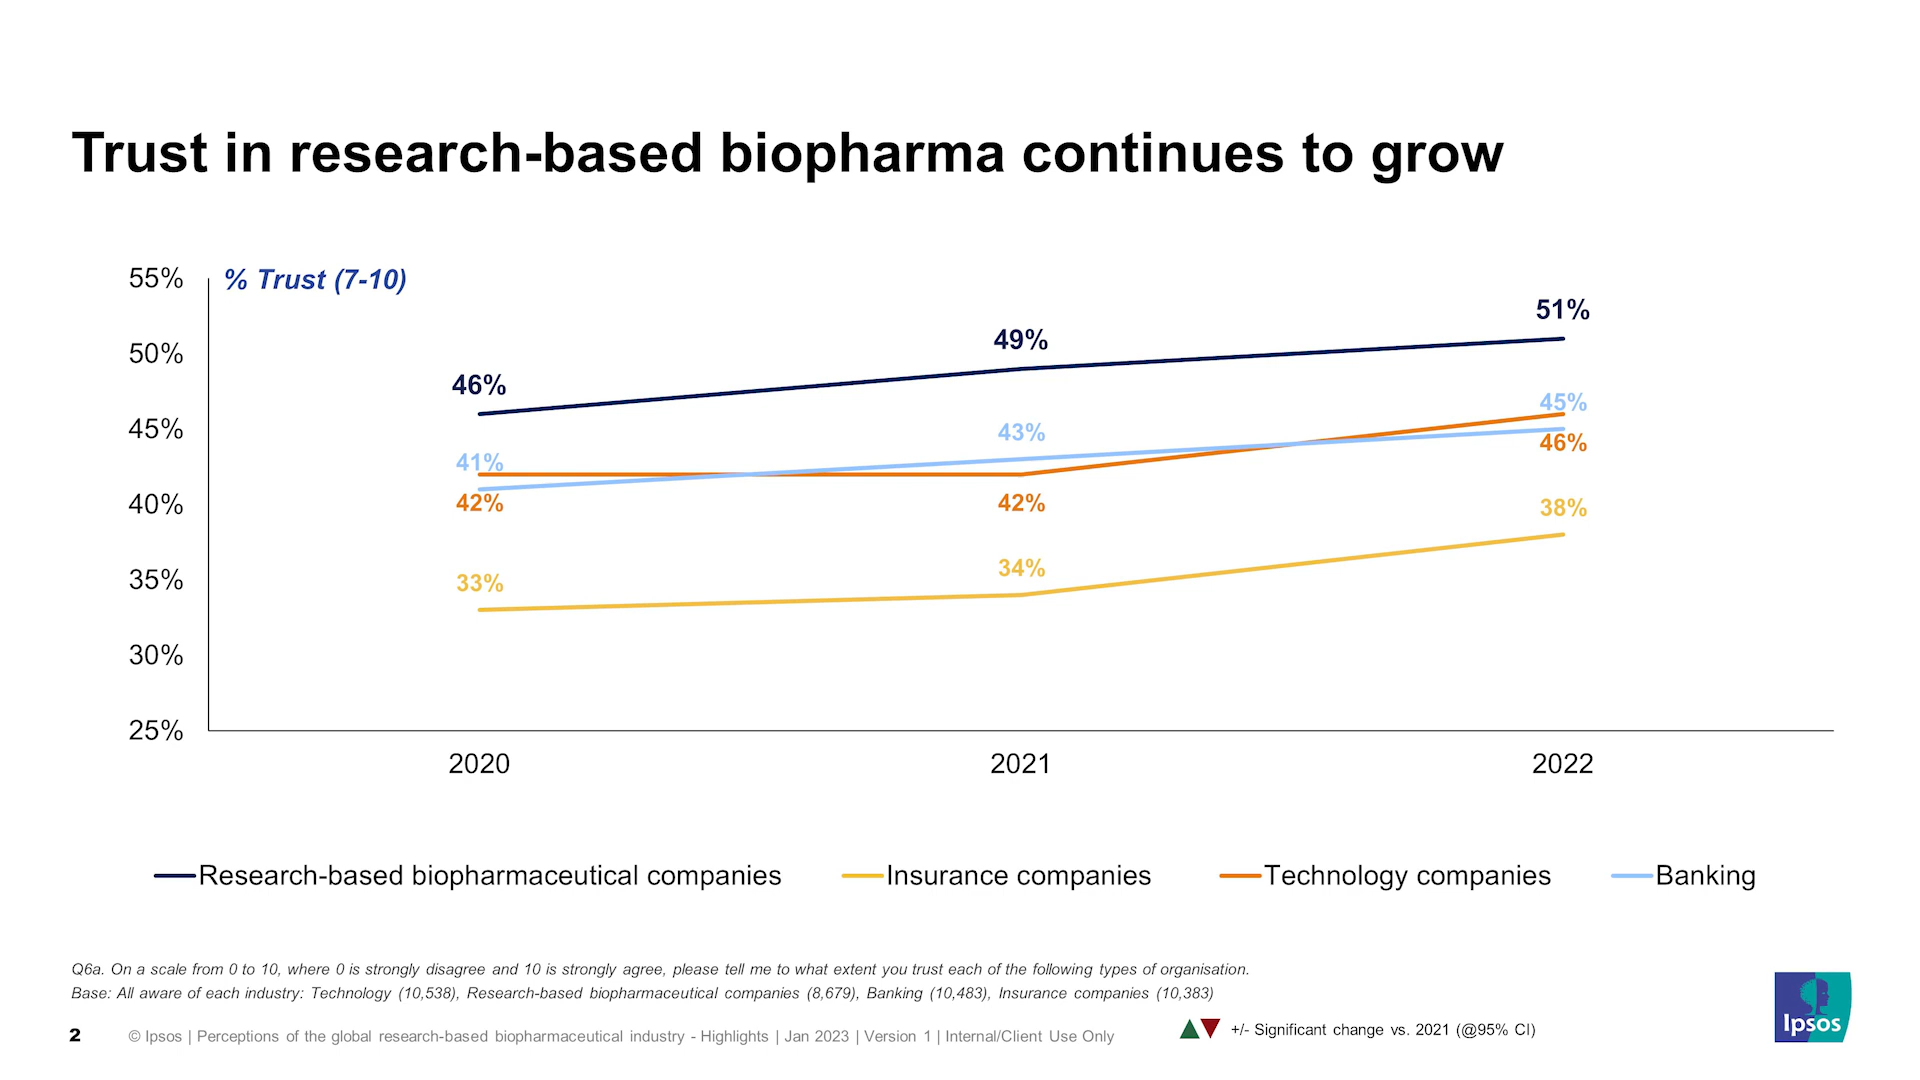 Trust in research-based biopharma continues to grow
55%
% Trust (7-10)
51%
49%
50%
46%
45%
45%
43%
46%
41%
42%
42%
40%
38%
34%
35%
33%
30%
25%
2020
2021
2022
Research-based biopharmaceutical companies
Insurance companies
Technology companies
Banking
Q6a. On a scale from 0 to 10, where 0 is strongly disagree and 10 is strongly agree, please tell me to what extent you trust each of the following types of organisation.
Base: All aware of each industry: Technology (10,538), Research-based biopharmaceutical companies (8,679), Banking (10,483), Insurance companies (10,383)
2
© Ipsos | Perceptions of the global research-based biopharmaceutical industry - Highlights | Jan 2023 | Version 1 | Internal/Client Use Only
+/- Significant change vs. 2021 (@95% CI)
Ipsos